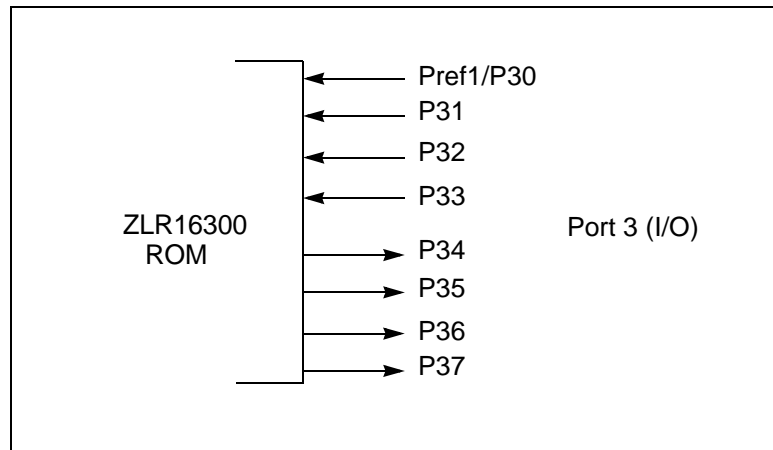 Pref1/P30
P31
P32
P33
ZLR16300
ROM
Port 3 (I/O)
P34
P35
P36
P37